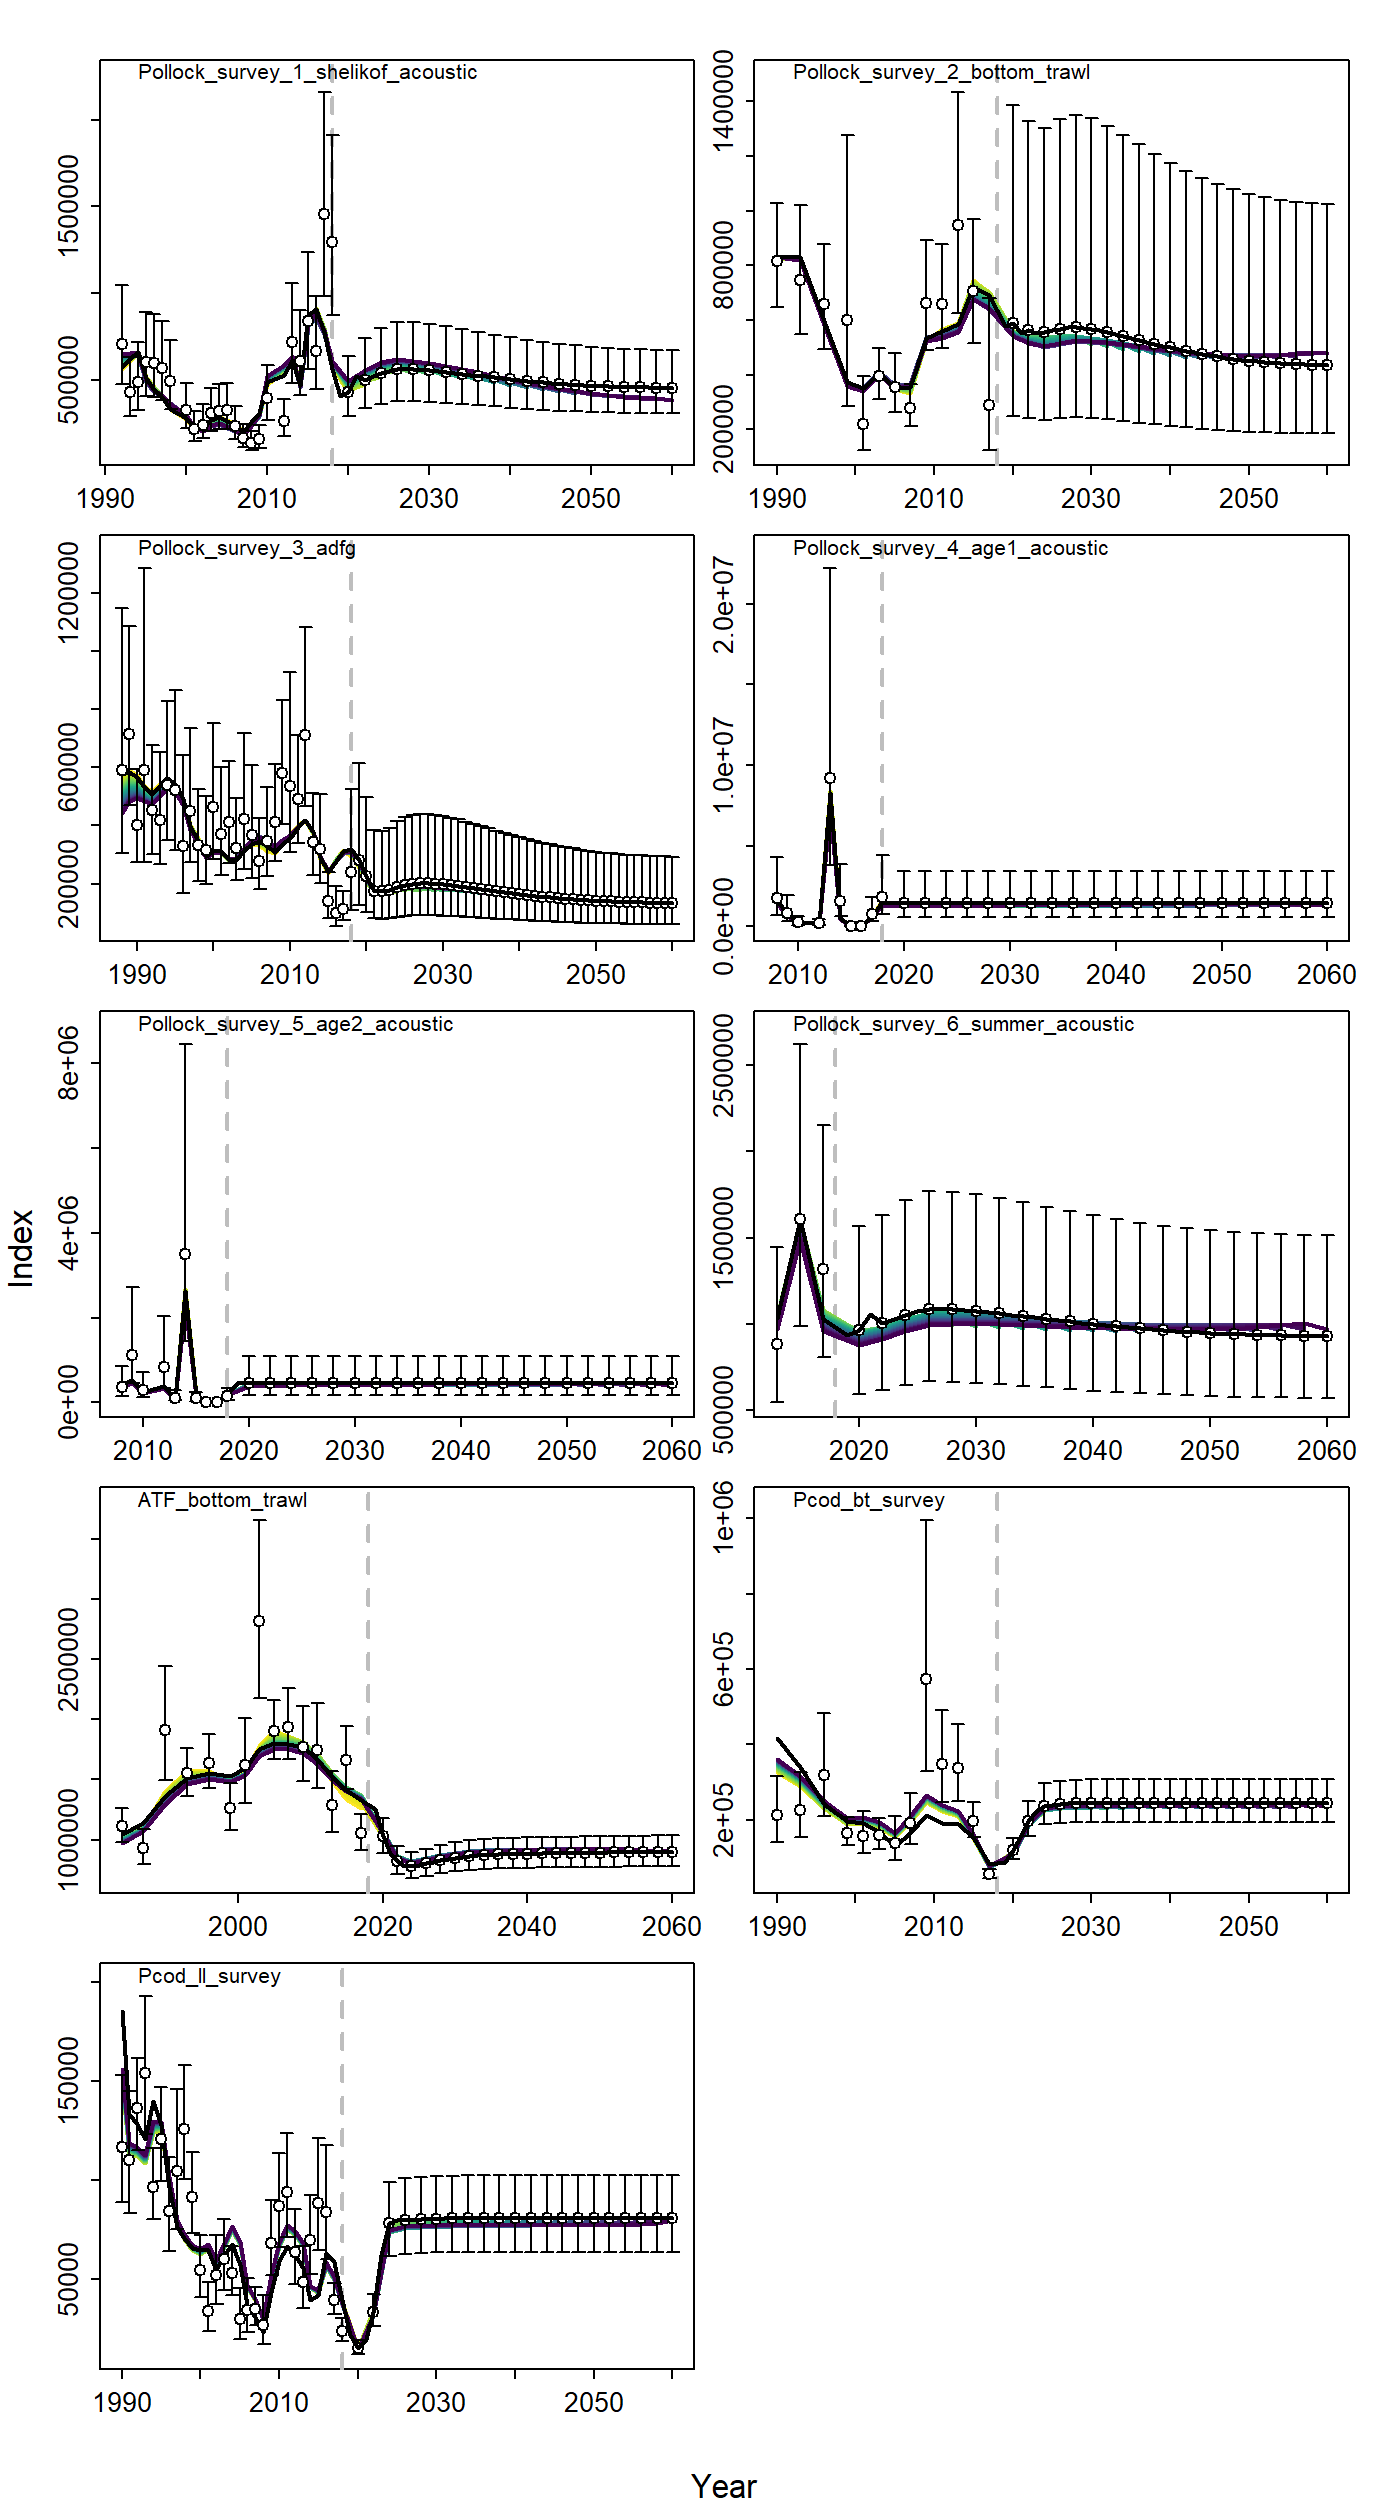 Pollock_survey_1_shelikof_acoustic
500000 1500000
1990 2010 2030 2050
Pollock_survey_2_bottom_trawl
200000 800000 1400000
1990 2010 2030 2050
Pollock_survey_3_adfg
200000 600000 1200000
1990 2010 2030 2050
Pollock_survey_4_age1_acoustic
0.0e+00 1.0e+07 2.0e+07
2010 2020 2030 2040 2050 2060
Pollock_survey_5_age2_acoustic
0e+00 4e+06 8e+06
2010 2020 2030 2040 2050 2060
Pollock_survey_6_summer_acoustic
500000 1500000 2500000
2020 2030 2040 2050 2060
Index
ATF_bottom_trawl
1000000 2500000
2000 2020 2040 2060
Pcod_bt_survey
2e+05 6e+05 1e+06
1990 2010 2030 2050
Pcod_ll_survey
50000 150000
1990 2010 2030 2050
Year